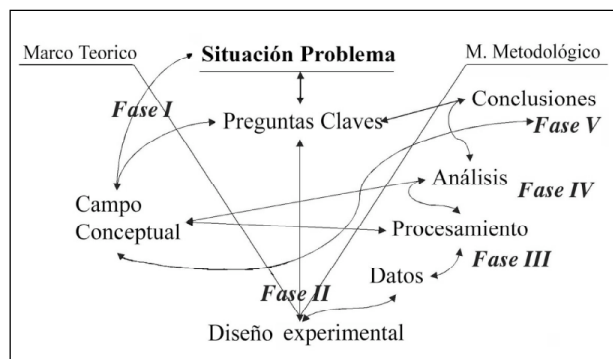 Marco Teorico
Situación Problema
M. Metodológico
Fase I
Preguntas Claves
Conclusiones
Fase V
Análisis
Fase IV
Campo
Conceptual
Procesamiento
Fase III
Datos
Fase II
Diseño experimental